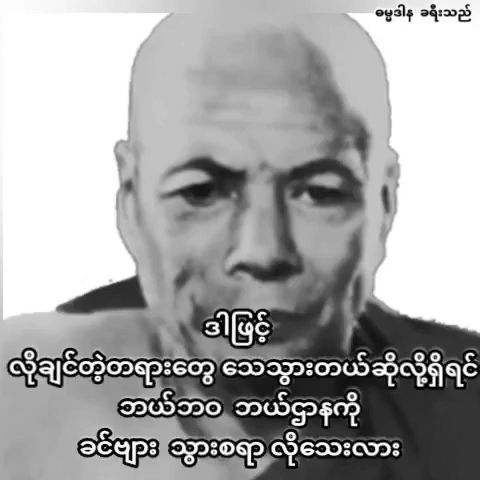 ဓမ္မဒါန ခရီးသည်
ဒါဖြင့်
လိုချင်တဲ့တရားတွေ သေသွားတယ်ဆိုလို့ရှိရင်
ဘယ်ဘဝ ဘယ်ဌာနကို
ခင်ဗျား သွားစရာ လိုသေးလား